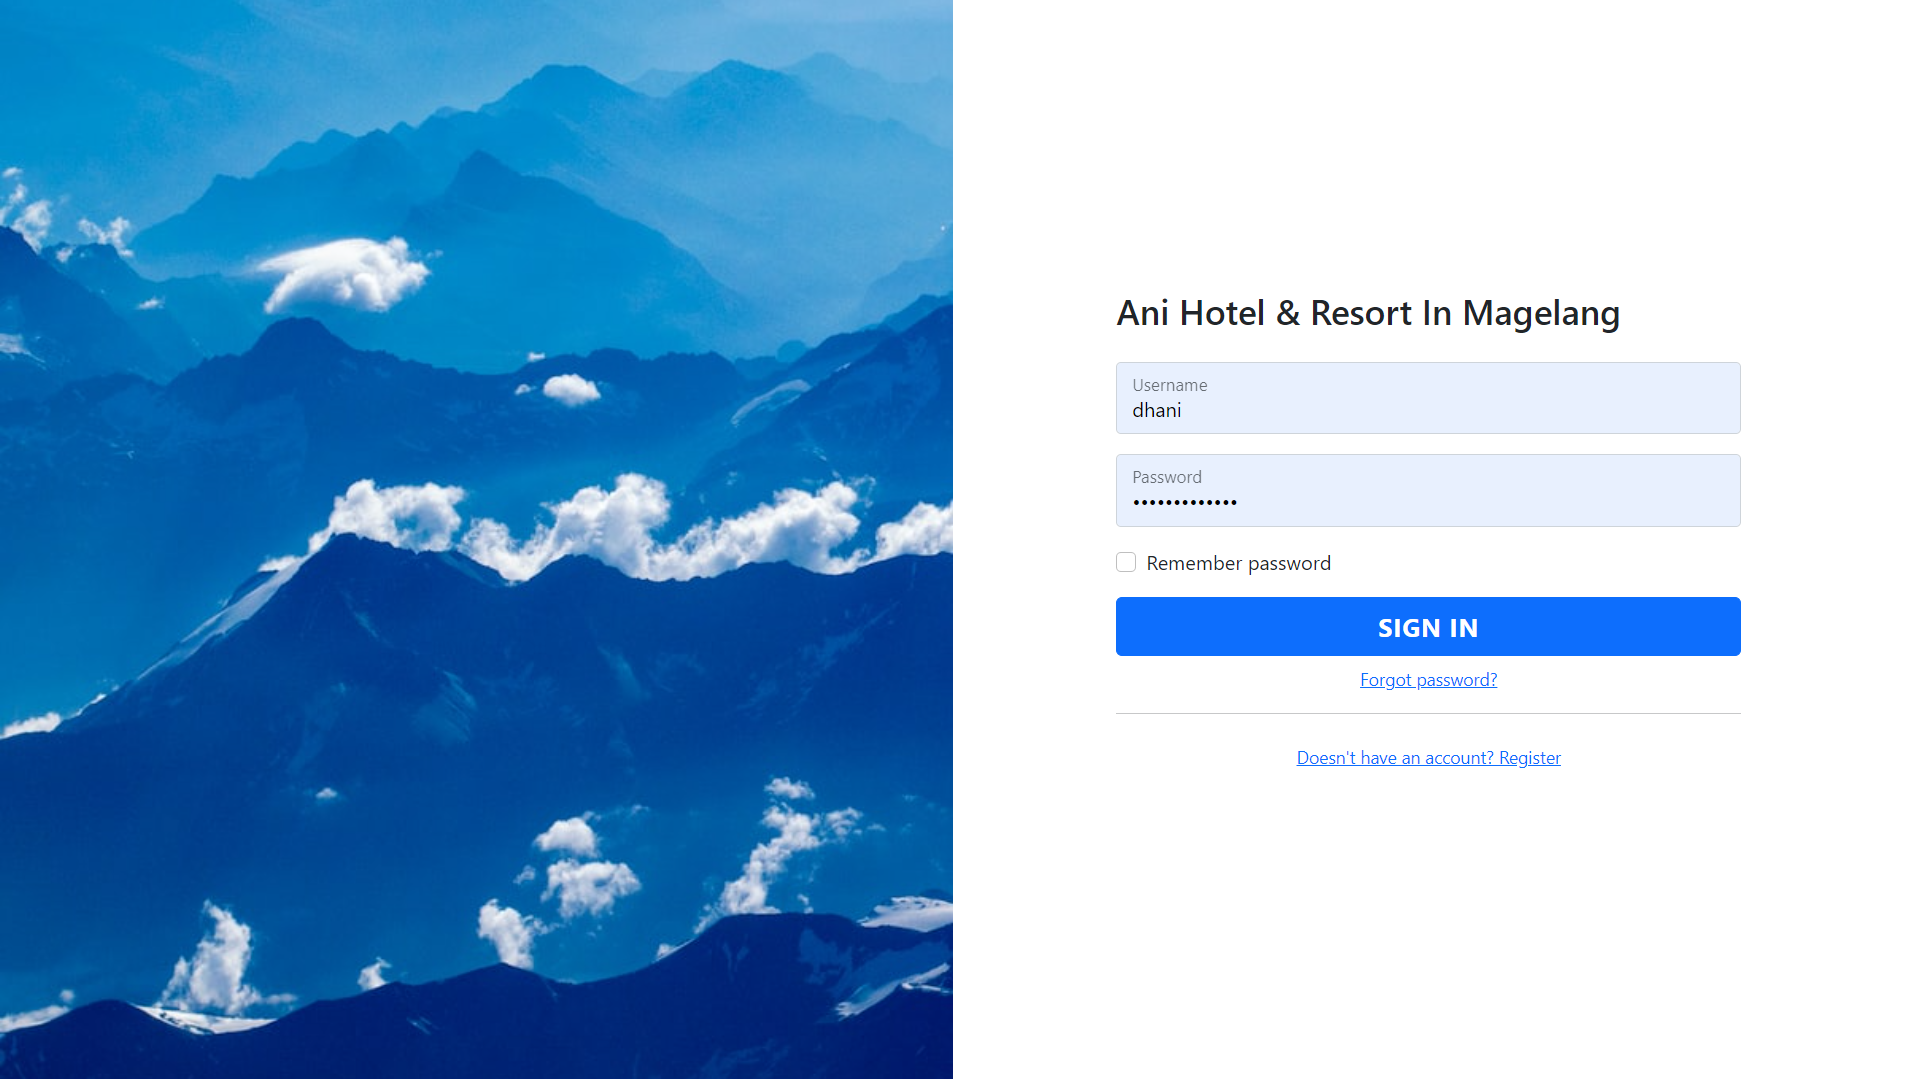 Ani Hotel & Resort In Magelang
Username
dhani
Password
•••••••••••••
Remember password
SIGN IN
Forgot password?
Doesn't have an account? Register